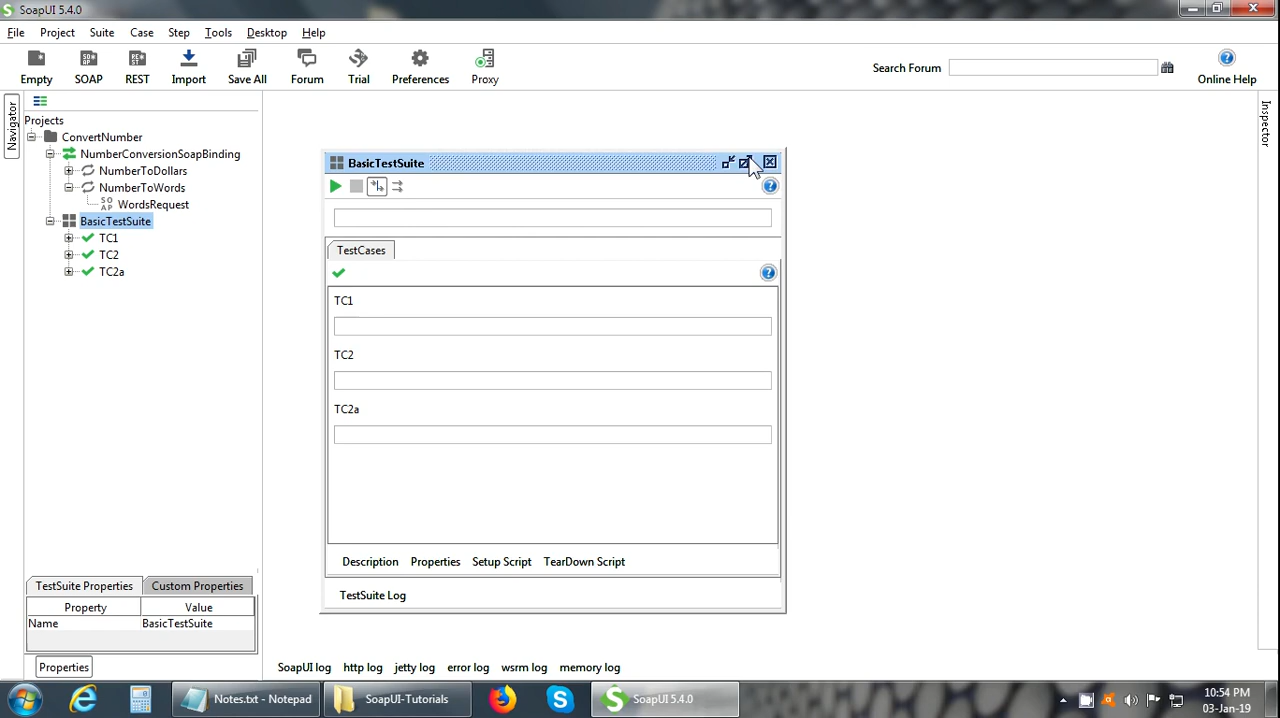 SoapUI 5.4.0
File Project Suite Case Step Tools Desktop Help
Empty SOAP REST Import Save All Forum Trial Preferences Proxy
Search Forum
Online Help
Navigator
Projects
ConvertNumber
NumberConversionSoapBinding
NumberToDollars
NumberToWords
SO AP WordsRequest
BasicTestSuite
TC1
TC2
TC2a
BasicTestSuite
TestCases
TC1
TC2
TC2a
Description Properties Setup Script TearDown Script
TestSuite Log
Inspector
TestSuite Properties Custom Properties
Property Value
Name BasicTestSuite
Properties
SoapUI log http log jetty log error log wsrm log memory log
Notes.txt - Notepad SoapUI-Tutorials SoapUI 5.4.0
10:54 PM
03-Jan-19